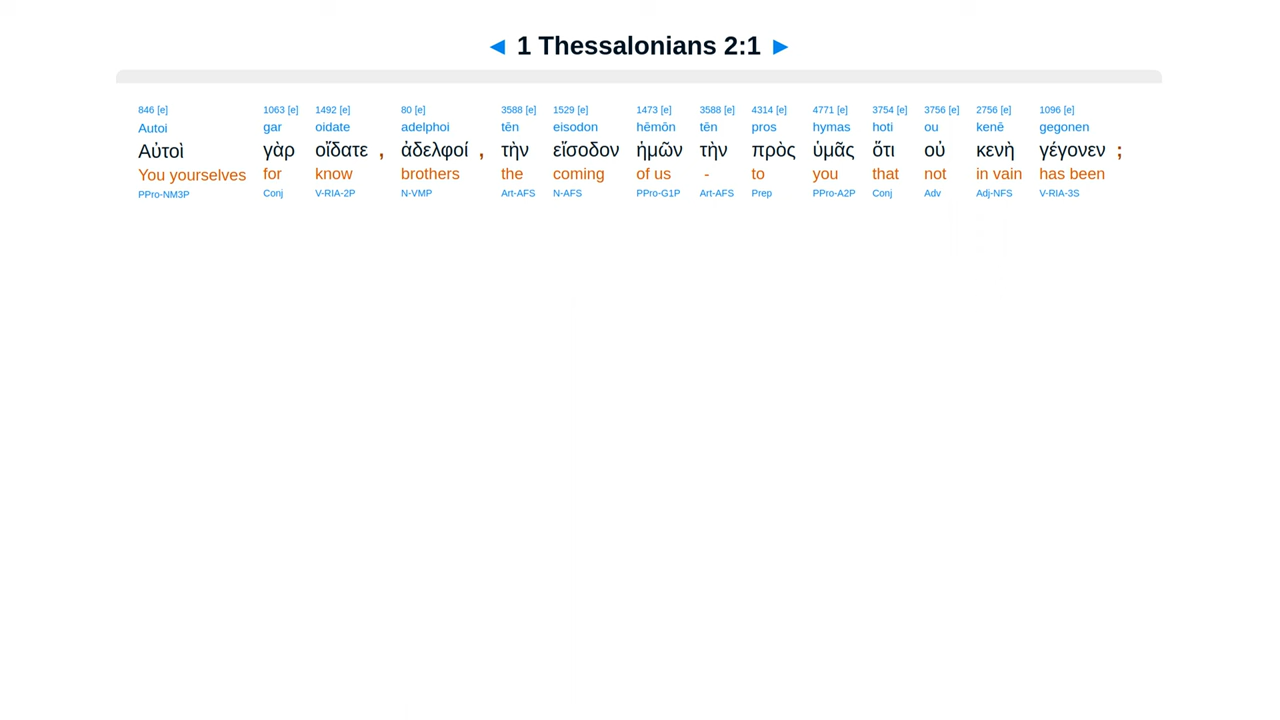 ◄ 1 Thessalonians 2:1 ►
846 [e] 1063 [e] 1492 [e] 80 [e] 3588 [e] 1529 [e] 1473 [e] 3588 [e] 4314 [e] 4771 [e] 3754 [e] 3756 [e] 2756 [e] 1096 [e]
Autoi gar oidate adelphoi tēn eisodon hēmōn tēn pros hymas hoti ou kenē gegonen
Αὐτοὶ γὰρ οἴδατε , ἀδελφοί , τὴν εἴσοδον ἡμῶν τὴν πρὸς ὑμᾶς ὅτι οὐ κενὴ γέγονεν ;
You yourselves for know brothers the coming of us - to you that not in vain has been
PPro-NM3P Conj V-RIA-2P N-VMP Art-AFS N-AFS PPro-G1P Art-AFS Prep PPro-A2P Conj Adv Adj-NFS V-RIA-3S